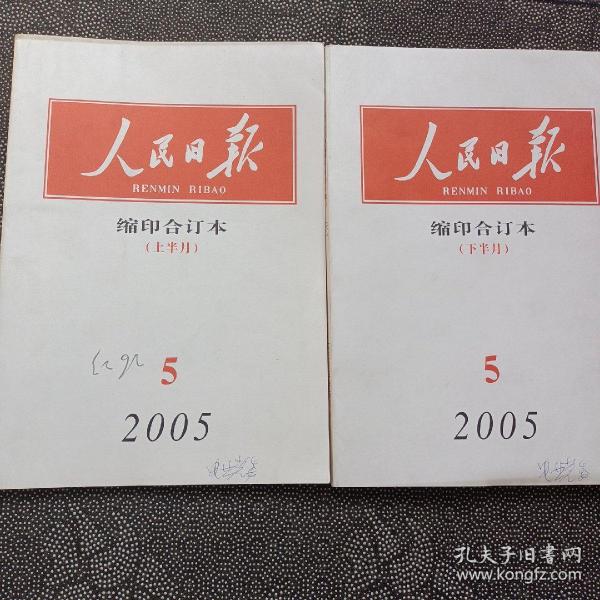 人民日报
RENMIN RIBAO
缩印合订本
(上半月)
5
2005
人民日报
RENMIN RIBAO
缩印合订本
(下半月)
5
2005
孔夫子旧书网
www.kongfz.com